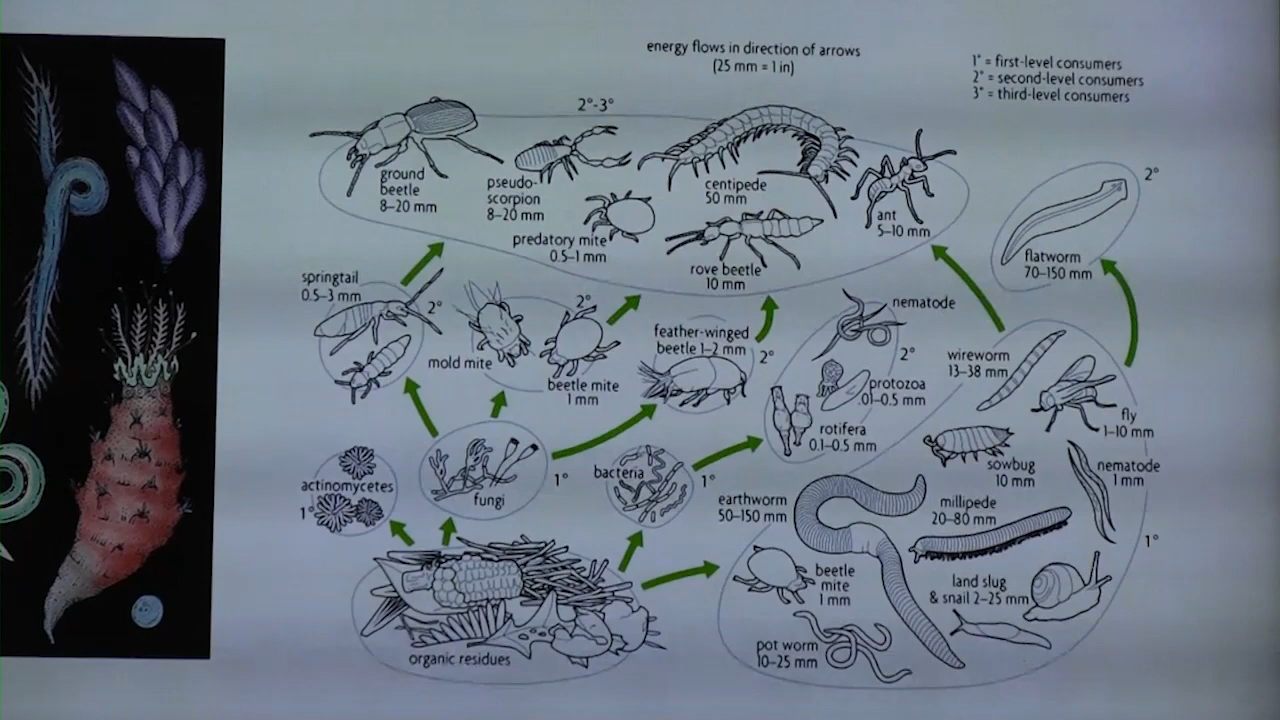 energy flows in direction of arrows
(25 mm = 1 in)
1° = first-level consumers
2° = second-level consumers
3° = third-level consumers
2°-3°
ground
beetle
8–20 mm
pseudo-
scorpion
8–20 mm
predatory mite
0.5–1 mm
centipede
50 mm
rove beetle
10 mm
ant
5–10 mm
2°
flatworm
70–150 mm
springtail
0.5–3 mm
2°
mold mite
2°
beetle mite
1 mm
feather-winged
beetle 1–2 mm
2°
nematode
2°
protozoa
.01–0.5 mm
rotifera
0.1–0.5 mm
wireworm
13–38 mm
fly
1–10 mm
sowbug
10 mm
nematode
1 mm
actinomycetes
1°
fungi
1°
bacteria
1°
earthworm
50–150 mm
millipede
20–80 mm
1°
beetle
mite
1 mm
land slug
& snail 2–25 mm
pot worm
10–25 mm
organic residues